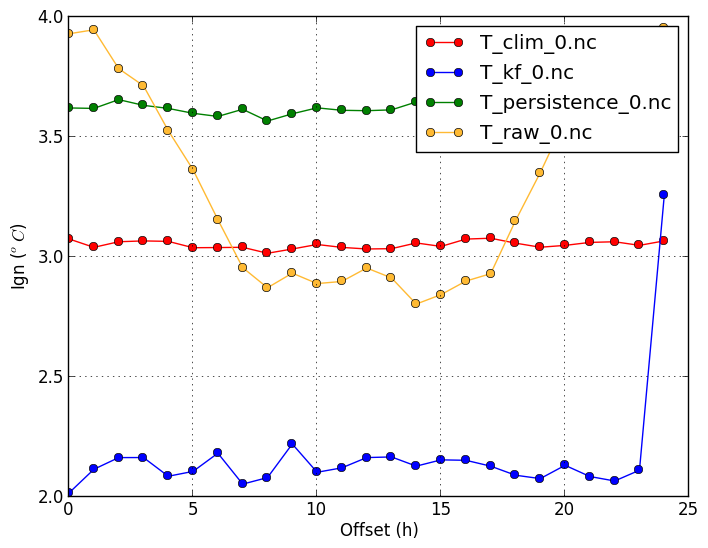 4.0
3.5
3.0
2.5
2.0
Ign (° C)
T_clim_0.nc
T_kf_0.nc
T_persistence_0.nc
T_raw_0.nc
0 5 10 15 20 25
Offset (h)